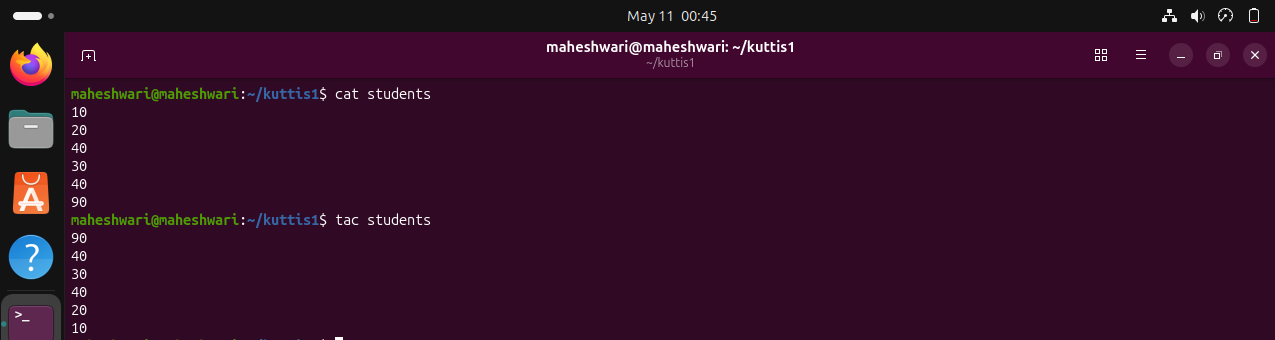 May 11 00:45
maheshwari@maheshwari: ~/kuttis1
~/kuttis1
maheshwari@maheshwari:~/kuttis1$ cat students
10
20
40
30
40
90
maheshwari@maheshwari:~/kuttis1$ tac students
90
40
30
40
20
10